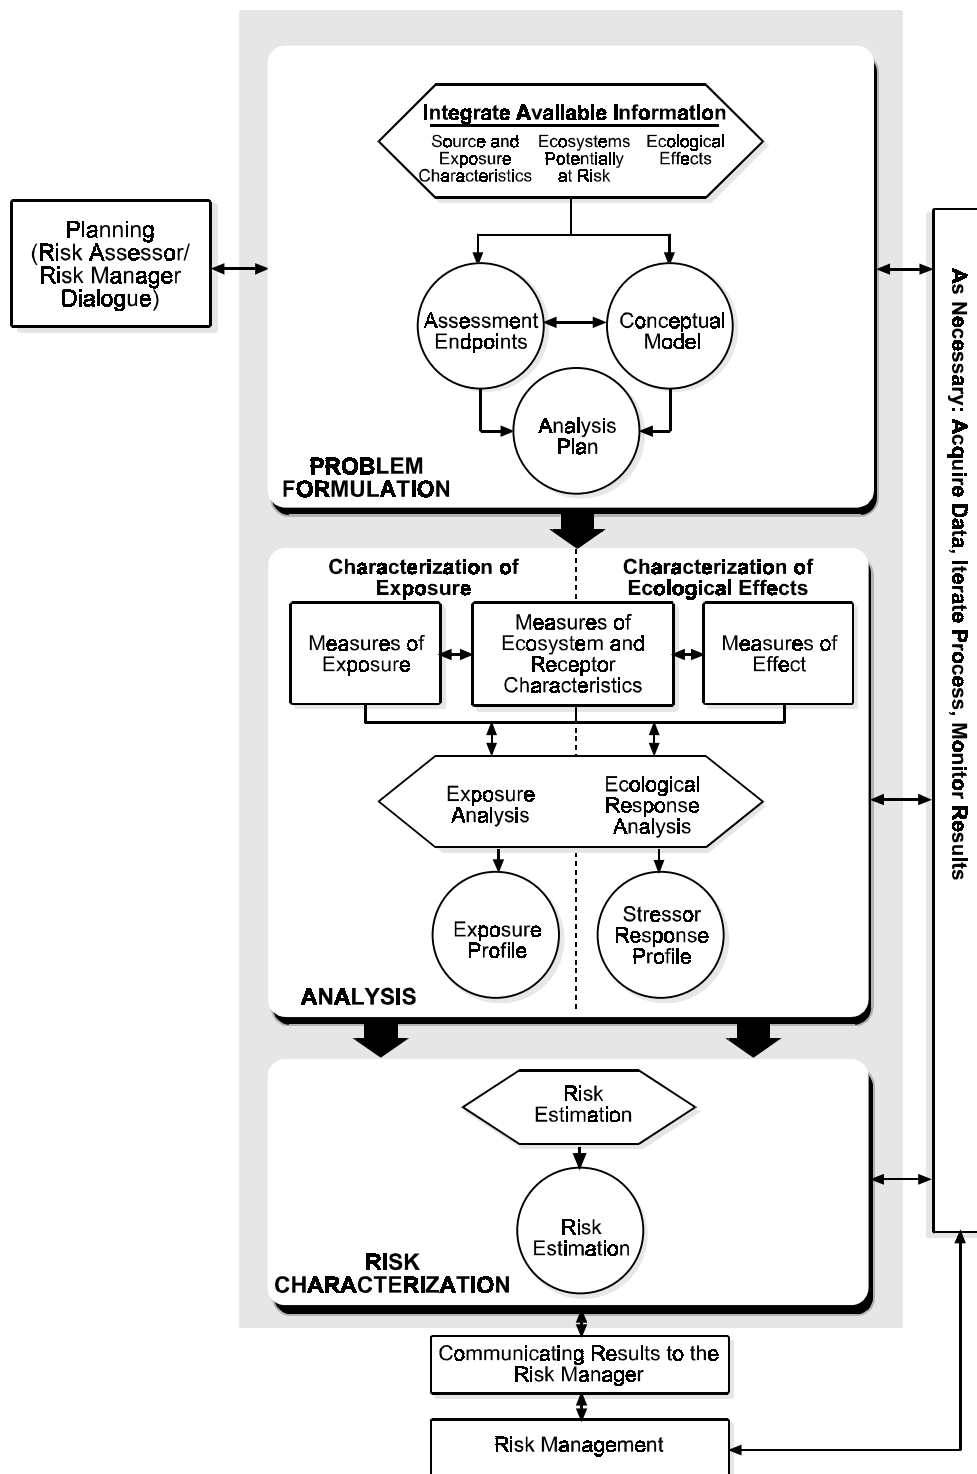 Integrate Available Information
Source and
Exposure
Characteristics
Ecosystems
Potentially
at Risk
Ecological
Effects
Planning
(Risk Assessor/
Risk Manager
Dialogue)
Assessment
Endpoints
Conceptual
Model
Analysis
Plan
PROBLEM
FORMULATION
As Necessary: Acquire Data, Iterate Process, Monitor Results
Characterization of
Exposure
Characterization of
Ecological Effects
Measures of
Exposure
Measures of
Ecosystem and
Receptor
Characteristics
Measures of
Effect
Exposure
Analysis
Ecological
Response
Analysis
Exposure
Profile
Stressor
Response
Profile
ANALYSIS
Risk
Estimation
Risk
Estimation
RISK
CHARACTERIZATION
Communicating Results to the
Risk Manager
Risk Management